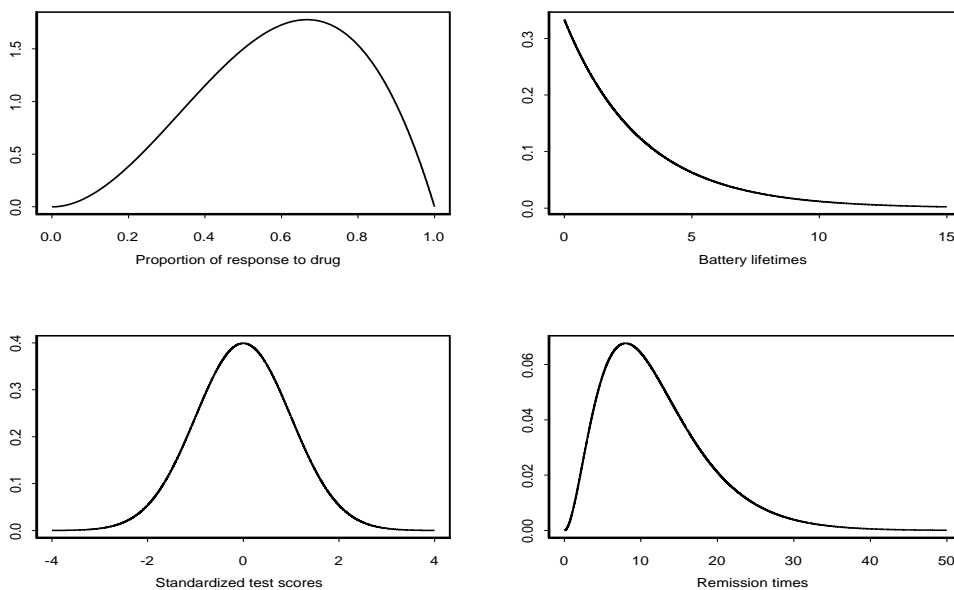 0.0 0.5 1.0 1.5
0.0 0.2 0.4 0.6 0.8 1.0
Proportion of response to drug
0.0 0.1 0.2 0.3
0 5 10 15
Battery lifetimes
0.0 0.1 0.2 0.3 0.4
-4 -2 0 2 4
Standardized test scores
0.00 0.02 0.04 0.06
0 10 20 30 40 50
Remission times